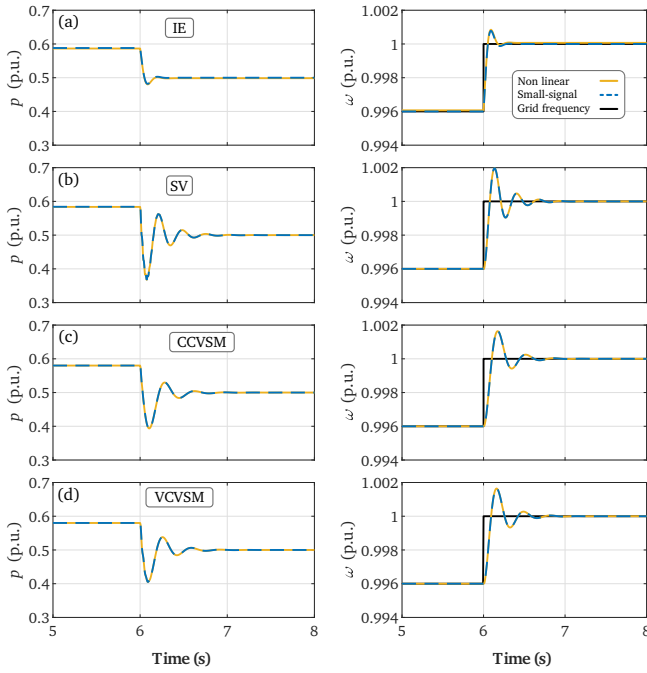 (a)
IE
0.7
0.6
0.5
0.4
0.3
p (p.u.)
1.002
1
0.998
0.996
0.994
ω (p.u.)
Non linear
Small-signal
Grid frequency
(b)
SV
0.7
0.6
0.5
0.4
0.3
p (p.u.)
1.002
1
0.998
0.996
0.994
ω (p.u.)
(c)
CCVSM
0.7
0.6
0.5
0.4
0.3
p (p.u.)
1.002
1
0.998
0.996
0.994
ω (p.u.)
(d)
VCVSM
0.7
0.6
0.5
0.4
0.3
p (p.u.)
5 6 7 8
Time (s)
1.002
1
0.998
0.996
0.994
ω (p.u.)
5 6 7 8
Time (s)